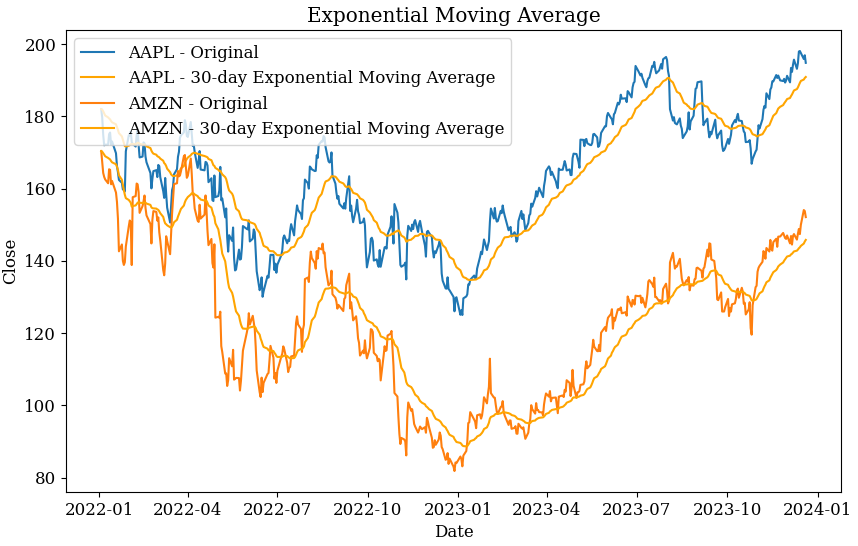 Exponential Moving Average
AAPL - Original
AAPL - 30-day Exponential Moving Average
AMZN - Original
AMZN - 30-day Exponential Moving Average
Close
200
180
160
140
120
100
80
2022-01 2022-04 2022-07 2022-10 2023-01 2023-04 2023-07 2023-10 2024-01
Date